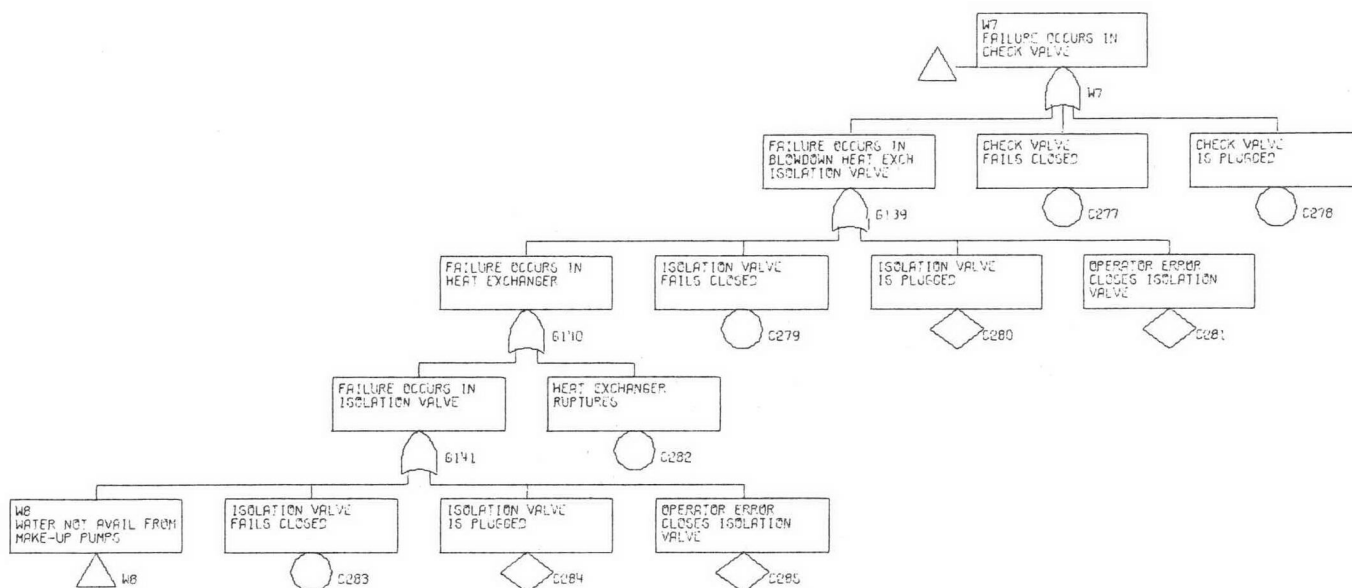 W7
FAILURE OCCURS IN
CHECK VALVE
W7
FAILURE OCCURS IN
BLOWDOWN HEAT EXCH
ISOLATION VALVE
CHECK VALVE
FAILS CLOSED
CHECK VALVE
IS PLUGGED
G139
C277
C278
FAILURE OCCURS IN
HEAT EXCHANGER
ISOLATION VALVE
FAILS CLOSED
ISOLATION VALVE
IS PLUGGED
OPERATOR ERROR
CLOSES ISOLATION
VALVE
G140
C279
C280
C281
FAILURE OCCURS IN
ISOLATION VALVE
HEAT EXCHANGER
RUPTURES
G141
C282
W8
WATER NOT AVAIL FROM
MAKE-UP PUMPS
ISOLATION VALVE
FAILS CLOSED
ISOLATION VALVE
IS PLUGGED
OPERATOR ERROR
CLOSES ISOLATION
VALVE
W8
C283
C284
C285